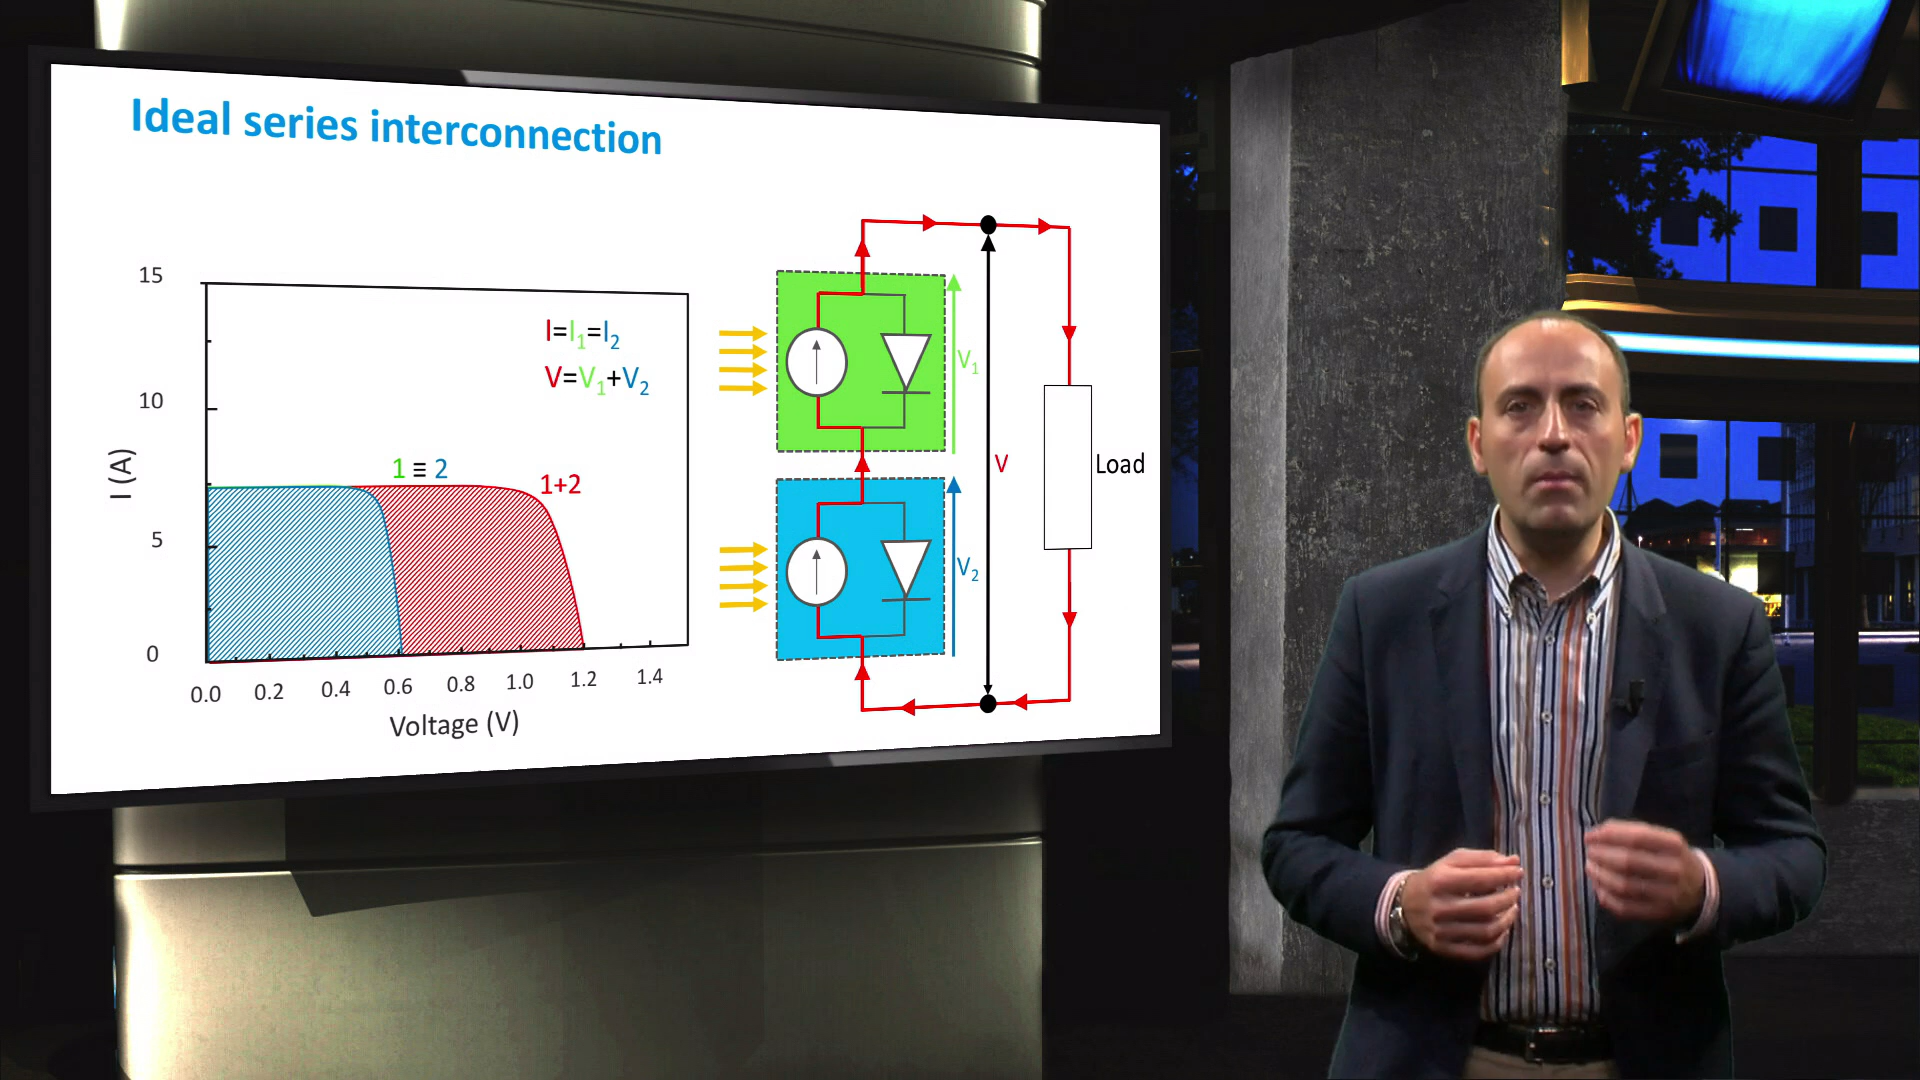 Ideal series interconnection
15
10
5
0
I (A)
I=I₁=I₂
V=V₁+V₂
1 ≡ 2
1+2
0.0 0.2 0.4 0.6 0.8 1.0 1.2 1.4
Voltage (V)
V₁
V₂
V
Load